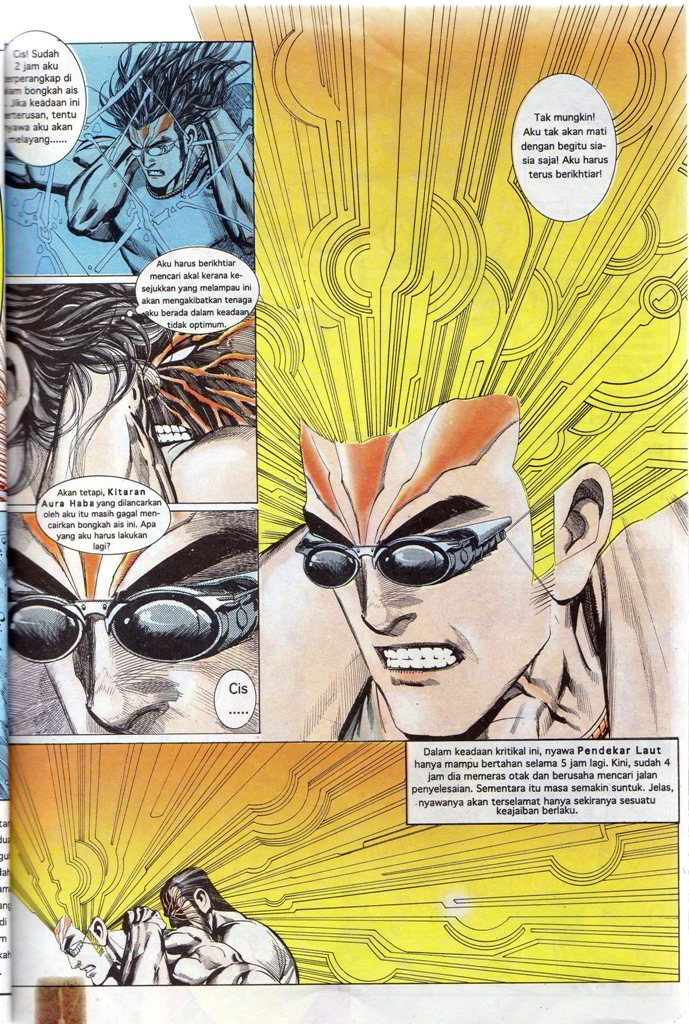 Cis! Sudah
2 jam aku
terperangkap di
dalam bongkah ais
Jika keadaan ini
berterusan, tentu
nyawa aku akan
melayang......
Tak mungkin!
Aku tak akan mati
dengan begitu sia-
sia saja! Aku harus
terus berikhtiar!
Aku harus berikhtiar
mencari akal kerana ke-
sejukkan yang melampau ini
akan mengakibatkan tenaga
aku berada dalam keadaan
tidak optimum.
Akan tetapi, Kitaran
Aura Haba yang dilancarkan
oleh aku itu masih gagal men-
cairkan bongkah ais ini. Apa
yang aku harus lakukan
lagi?
Cis
.....
Dalam keadaan kritikal ini, nyawa Pendekar Laut
hanya mampu bertahan selama 5 jam lagi. Kini, sudah 4
jam dia memeras otak dan berusaha mencari jalan
penyelesaian. Sementara itu masa semakin suntuk. Jelas,
nyawanya akan terselamat hanya sekiranya sesuatu
keajaiban berlaku.